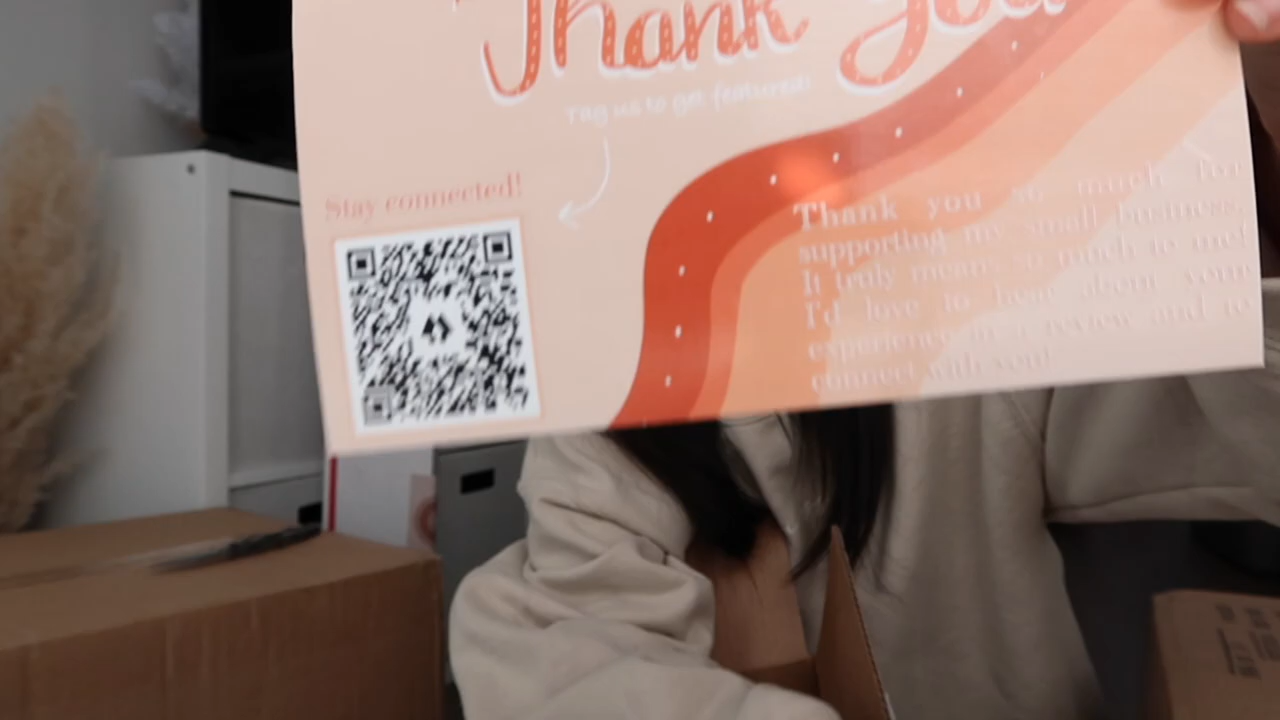 Thank You
Tag us to get featured!
Stay connected!
Thank you so much for
supporting my small business.
It truly means so much to me!
I'd love to hear about your
experience in a review and to
connect with you!